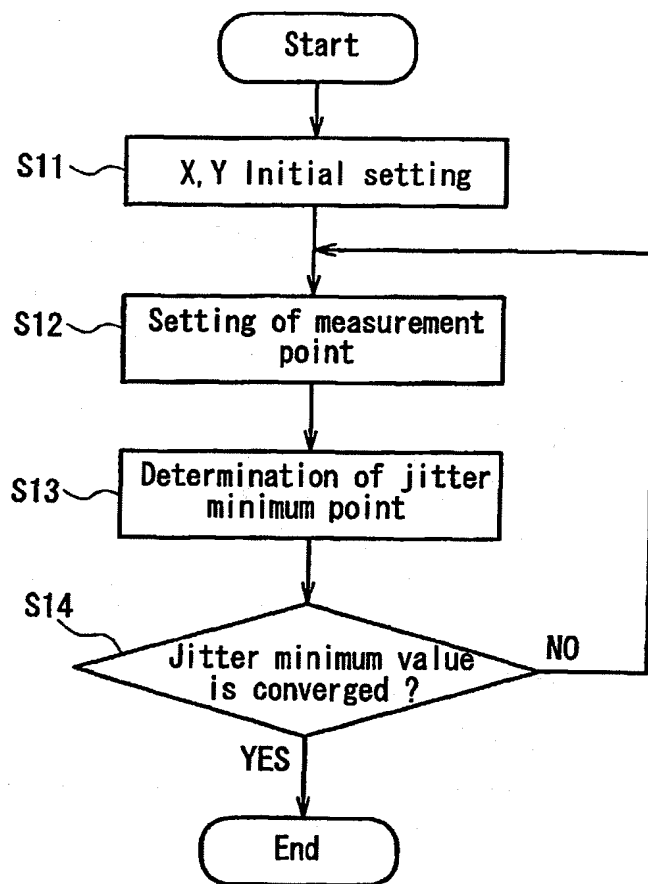 Start
S11
X, Y Initial setting
S12
Setting of measurement
point
S13
Determination of jitter
minimum point
S14
Jitter minimum value
is converged ?
NO
YES
End